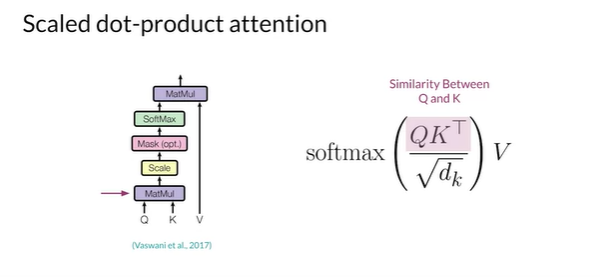 Scaled dot-product attention
MatMul
SoftMax
Mask (opt.)
Scale
MatMul
Q K V
(Vaswani et al., 2017)
Similarity Between
Q and K
softmax(QK⊤/√dk)V